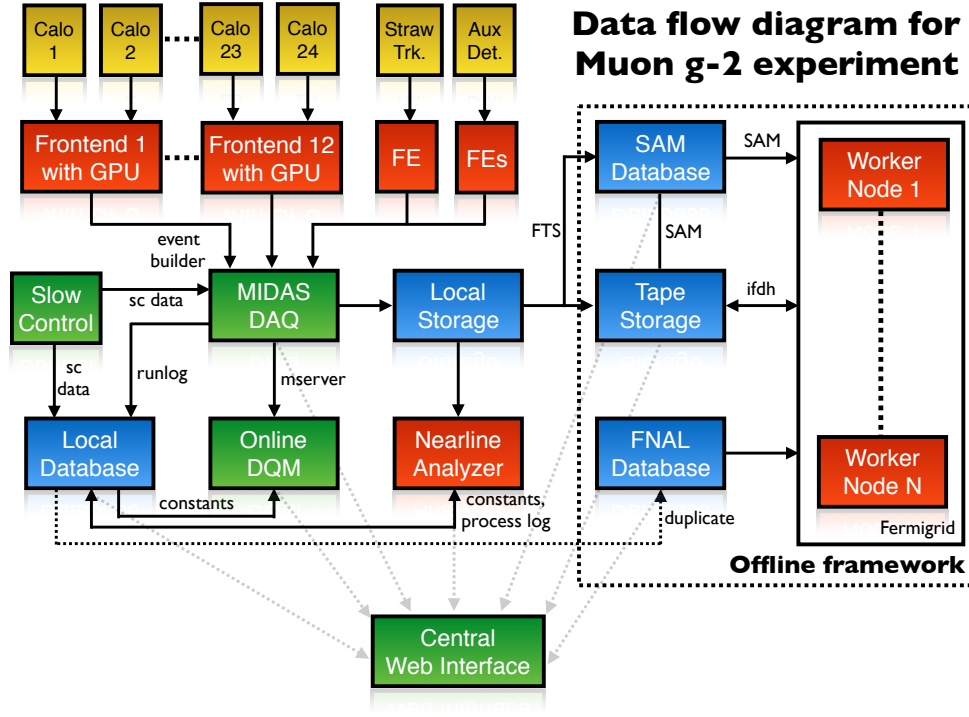 Data flow diagram for
Muon g-2 experiment
Calo
1
Calo
2
Calo
23
Calo
24
Straw
Trk.
Aux
Det.
Frontend 1
with GPU
Frontend 12
with GPU
FE
FEs
SAM
Database
SAM
Worker
Node 1
event
builder
FTS
SAM
Slow
Control
sc data
MIDAS
DAQ
Local
Storage
Tape
Storage
ifdh
sc
data
runlog
mserver
Local
Database
Online
DQM
Nearline
Analyzer
FNAL
Database
Worker
Node N
constants
constants,
process log
duplicate
Fermigrid
Offline framework
Central
Web Interface